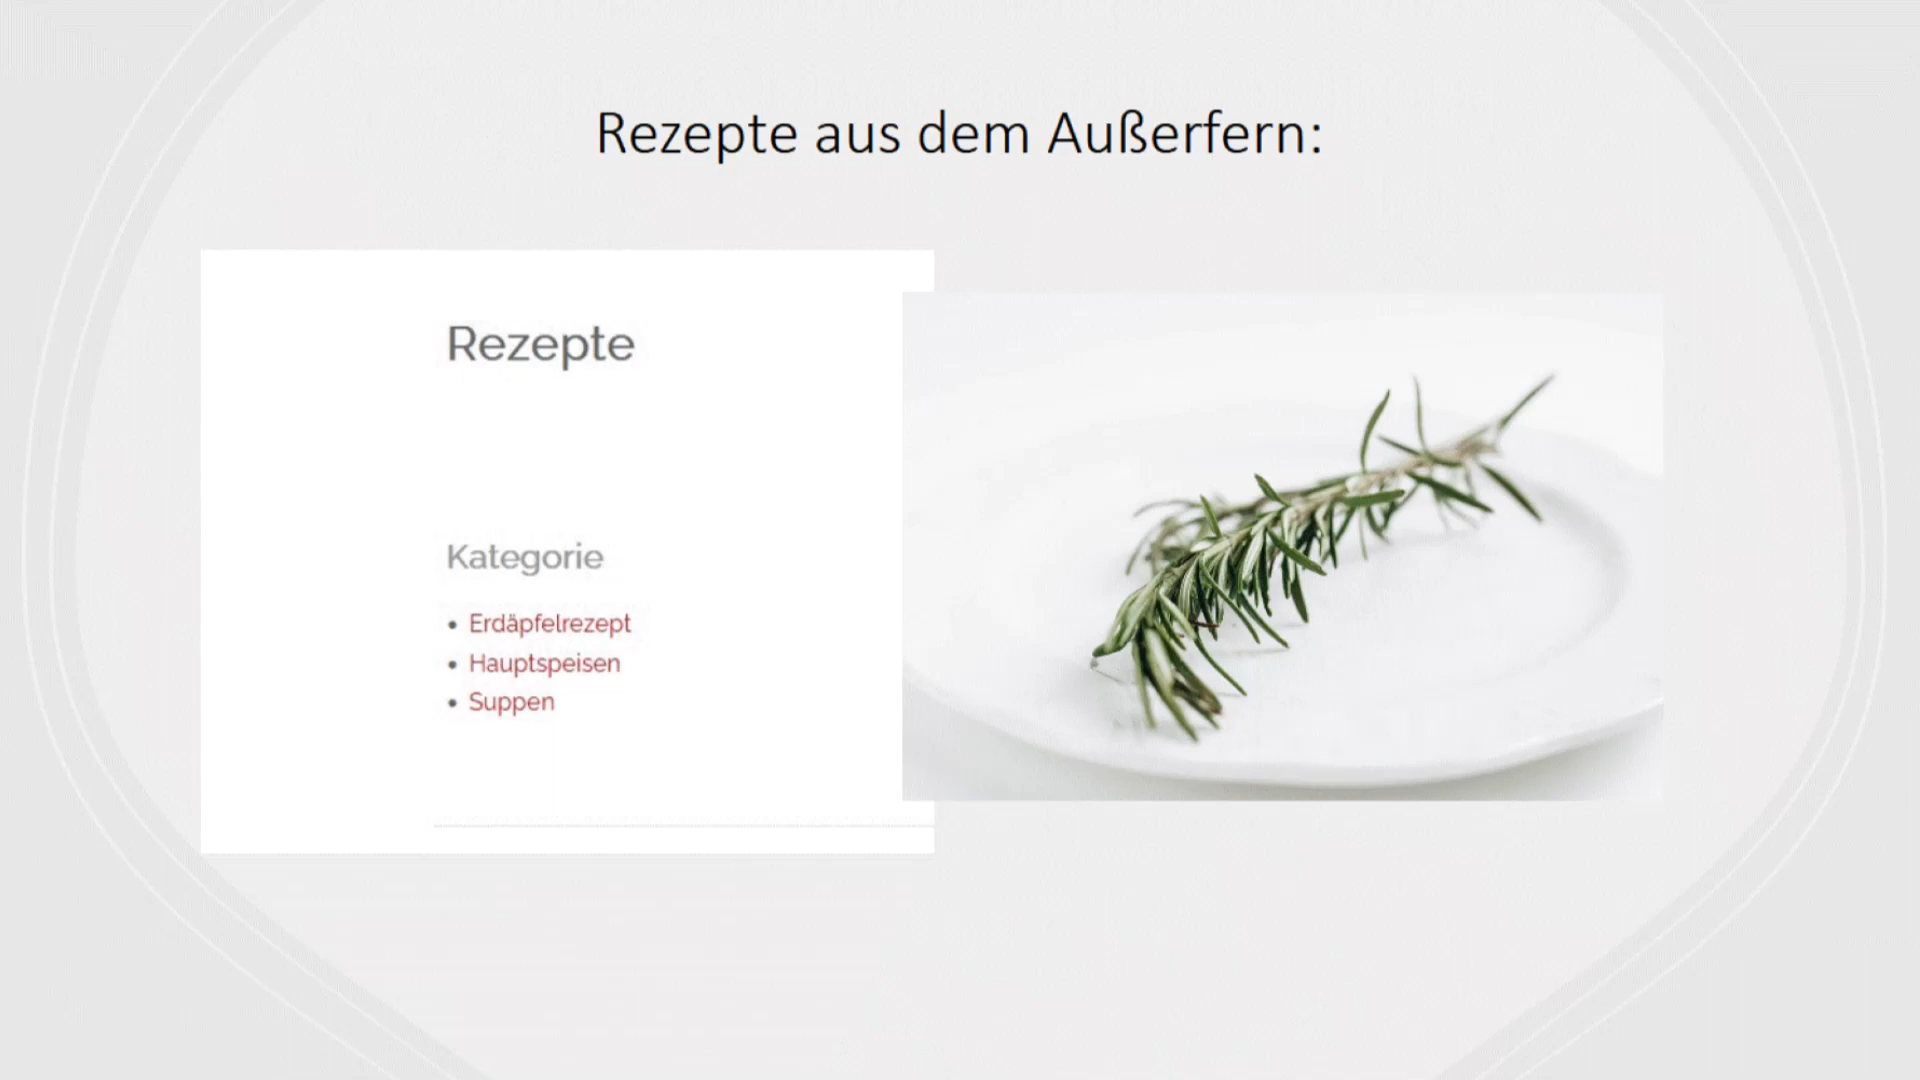 Rezepte aus dem Außerfern:
Rezepte
Kategorie
• Erdäpfelrezept
• Hauptspeisen
• Suppen